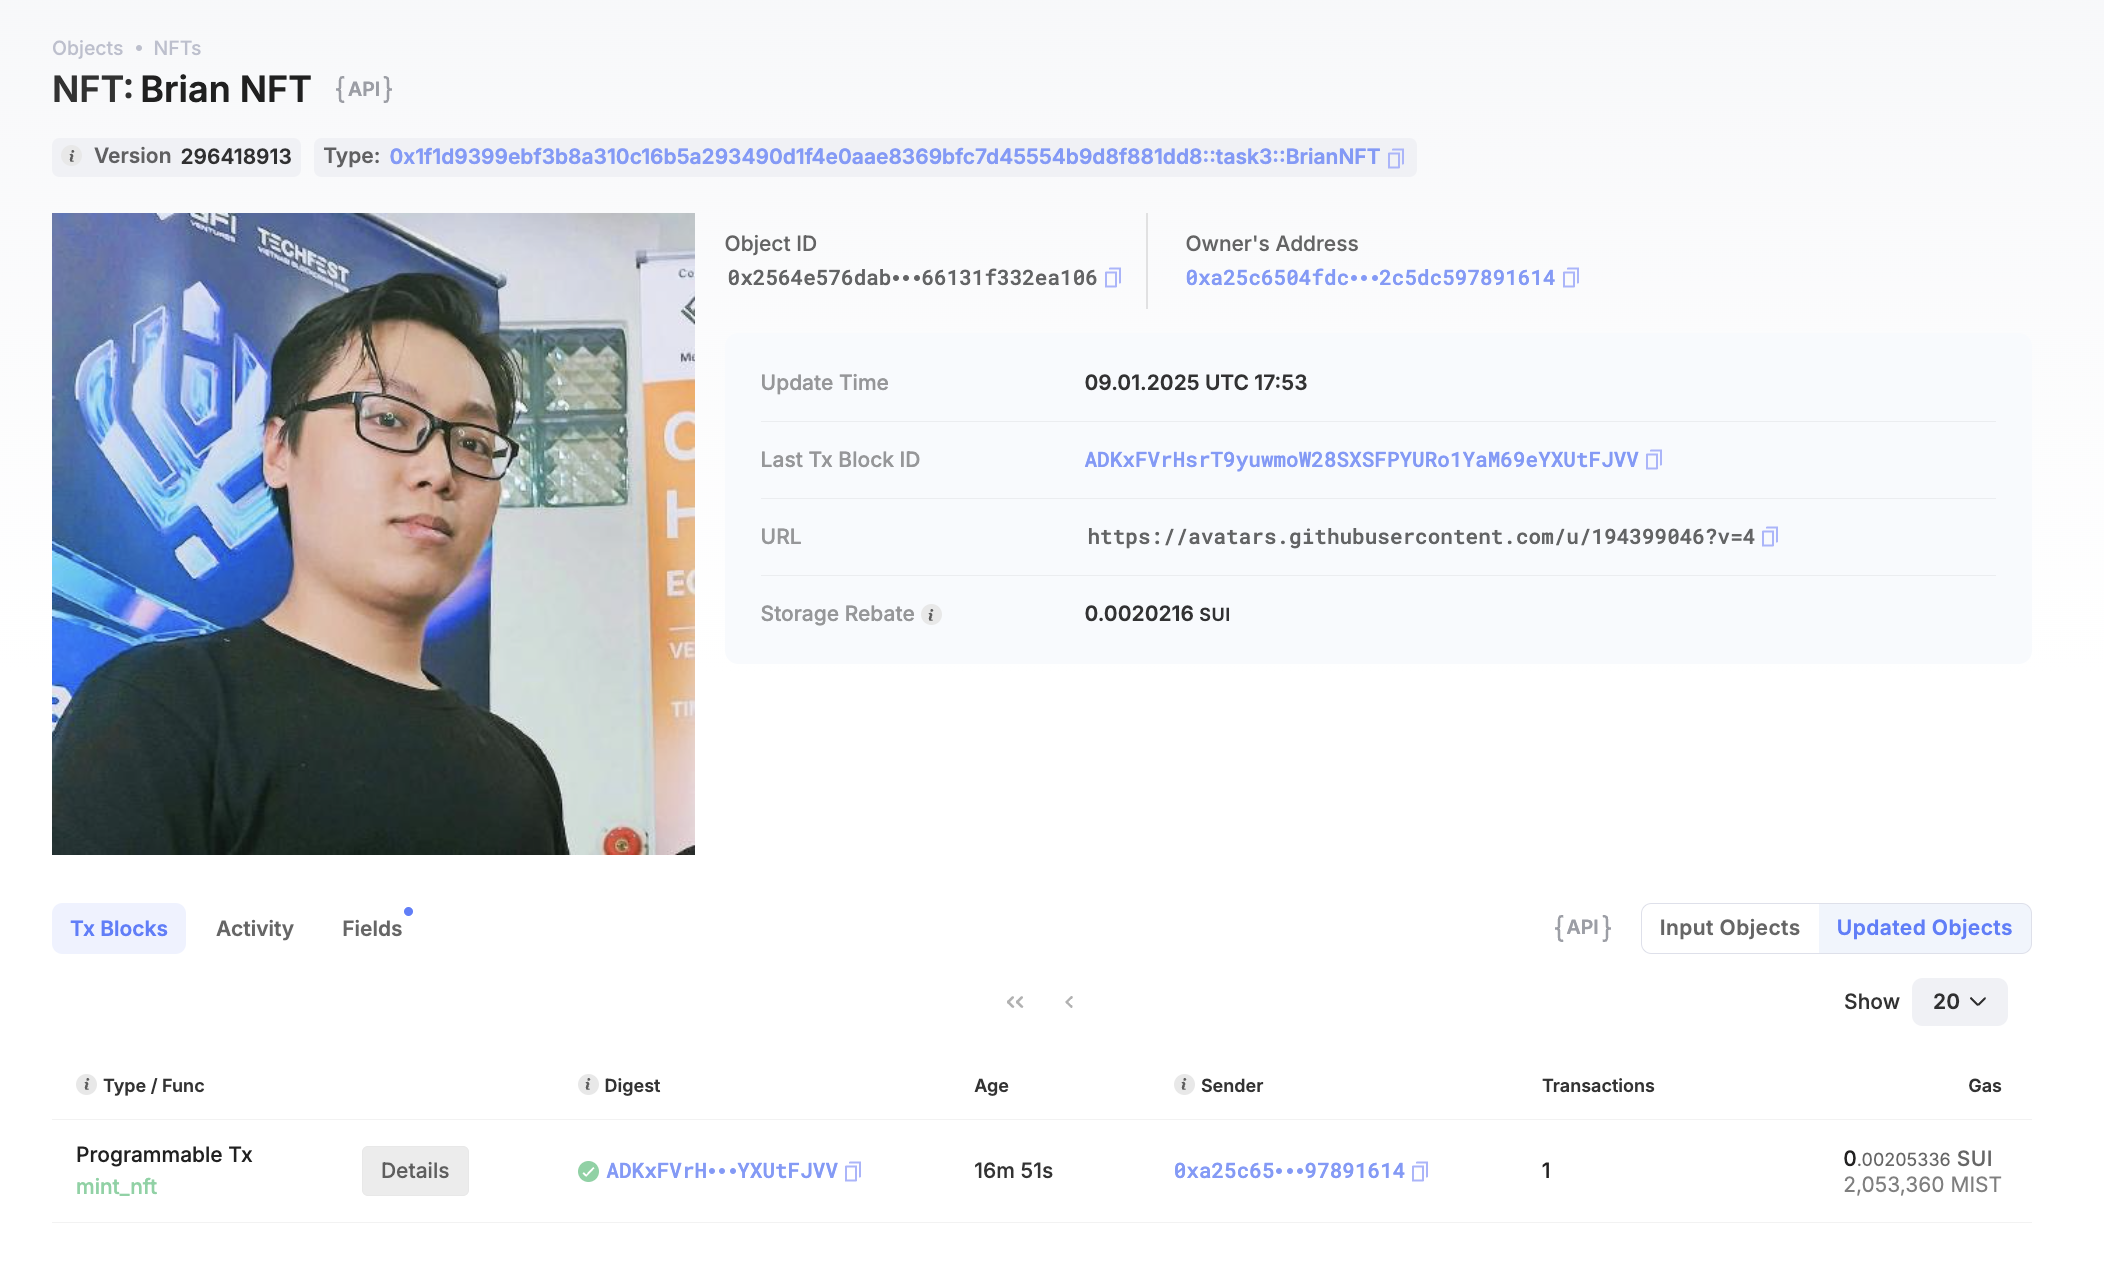 Objects • NFTs
NFT: Brian NFT {API}
Version 296418913 Type: 0x1f1d9399ebf3b8a310c16b5a293490d1f4e0aae8369bfc7d45554b9d8f881dd8::task3::BrianNFT
TECHFEST
Object ID
0x2564e576dab•••66131f332ea106
Owner's Address
0xa25c6504fdc•••2c5dc597891614
Update Time 09.01.2025 UTC 17:53
Last Tx Block ID ADKxFVrHsrT9yuwmoW28SXSFPYURo1YaM69eYXUtFJVV
URL https://avatars.githubusercontent.com/u/194399046?v=4
Storage Rebate 0.0020216 SUI
Tx Blocks Activity Fields {API} Input Objects Updated Objects
Show 20
Type / Func Digest Age Sender Transactions Gas
Programmable Tx
mint_nft
Details ADKxFVrH•••YXUtFJVV 16m 51s 0xa25c65•••97891614 1
0.00205336 SUI
2,053,360 MIST